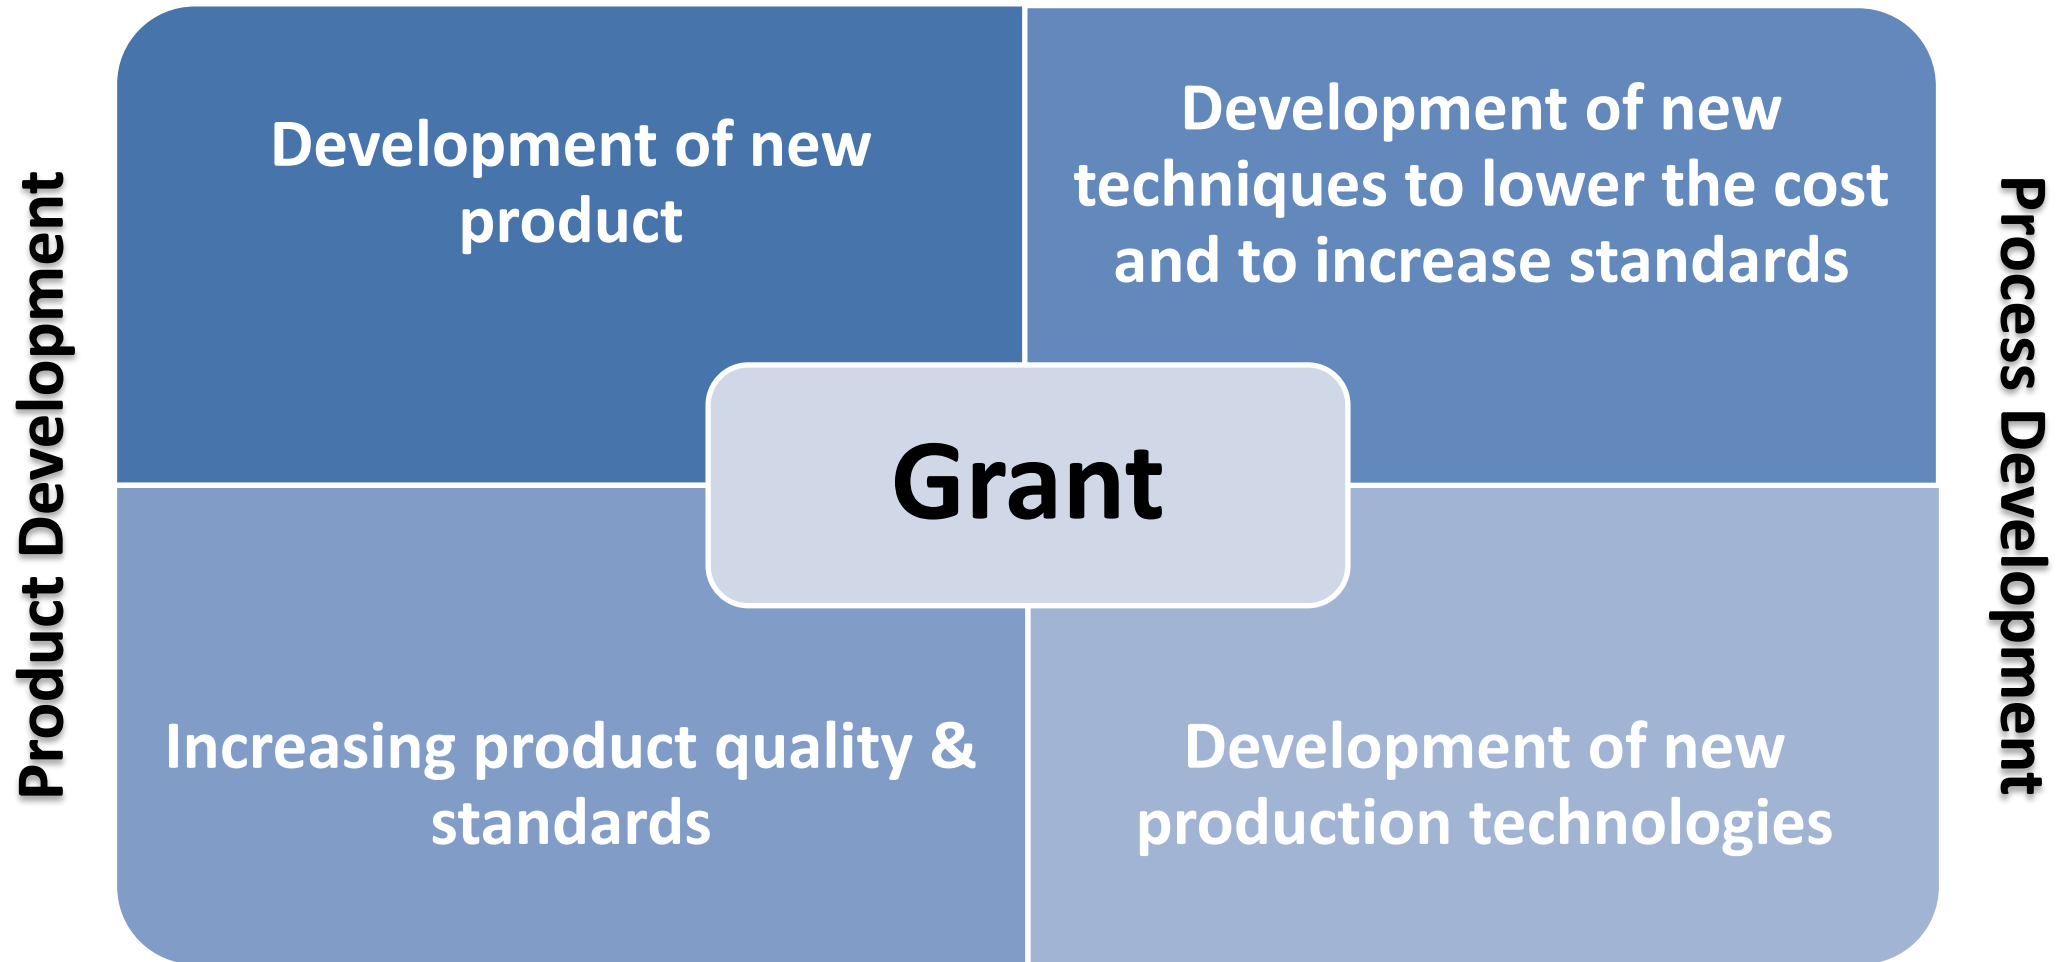 Product Development
Development of new
product
Development of new
techniques to lower the cost
and to increase standards
Process Development
Grant
Increasing product quality &
standards
Development of new
production technologies